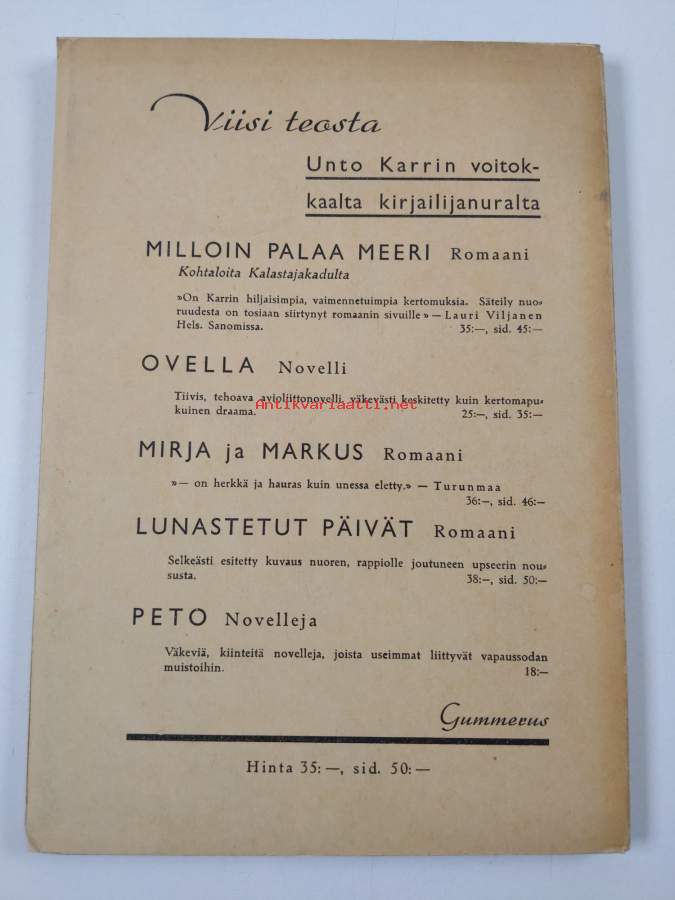 Viisi teosta
Unto Karrin voitok-
kaalta kirjailijanuralta
MILLOIN PALAA MEERI Romaani
Kohtaloita Kalastajakadulta
»On Karrin hiljaisimpia, vaimennetuimpia kertomuksia. Säteily nuo-
ruudesta on tosiaan siirtynyt romaanin sivuille» — Lauri Viljanen
Hels. Sanomissa. 35:—, sid. 45:—
OVELLA Novelli
Tiivis, tehoava avioliittonovelli, väkevästi keskitetty kuin kertomapu-
Antikvariaatti.net
kuinen draama. 25:—, sid. 35:—
MIRJA ja MARKUS Romaani
»— on herkkä ja hauras kuin unessa eletty.» — Turunmaa
36:—, sid. 46:—
LUNASTETUT PÄIVÄT Romaani
Selkeästi esitetty kuvaus nuoren, rappiolle joutuneen upseerin nou-
susta. 38:—, sid. 50:—
PETO Novelleja
Väkeviä, kiinteitä novelleja, joista useimmat liittyvät vapaussodan
muistoihin. 18:—
Gummerus
Hinta 35: —, sid. 50: —